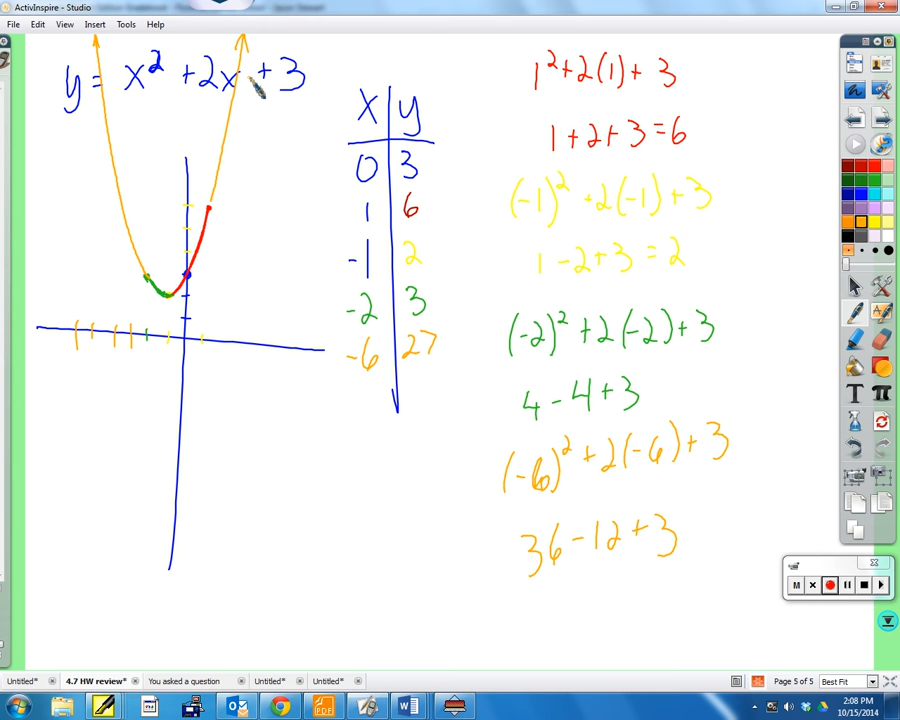 ActivInspire - Studio
File Edit View Insert Tools Help
y = x² + 2x + 3
x | y
0 | 3
1 | 6
-1 | 2
-2 | 3
-6 | 27
1² + 2(1) + 3
1 + 2 + 3 = 6
(-1)² + 2(-1) + 3
1 - 2 + 3 = 2
(-2)² + 2(-2) + 3
4 - 4 + 3
(-6)² + 2(-6) + 3
36 - 12 + 3
T π
M
Untitled* 4.7 HW review* You asked a question Untitled* Untitled* Page 5 of 5 Best Fit
PDF
2:08 PM
10/15/2014